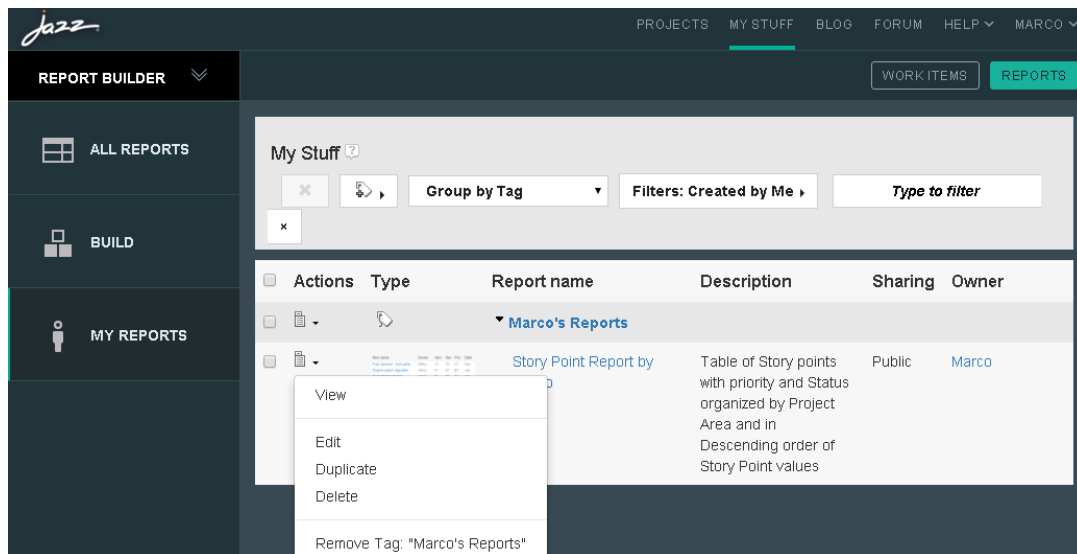 jazz
PROJECTS MY STUFF BLOG FORUM HELP MARCO
REPORT BUILDER
WORK ITEMS REPORTS
ALL REPORTS
BUILD
MY REPORTS
My Stuff ?
Group by Tag Filters: Created by Me Type to filter
Actions Type Report name Description Sharing Owner
Marco's Reports
Story Point Report by Table of Story points Public Marco
with priority and Status
organized by Project
Area and in
Descending order of
Story Point values
View
Edit
Duplicate
Delete
Remove Tag: "Marco's Reports"